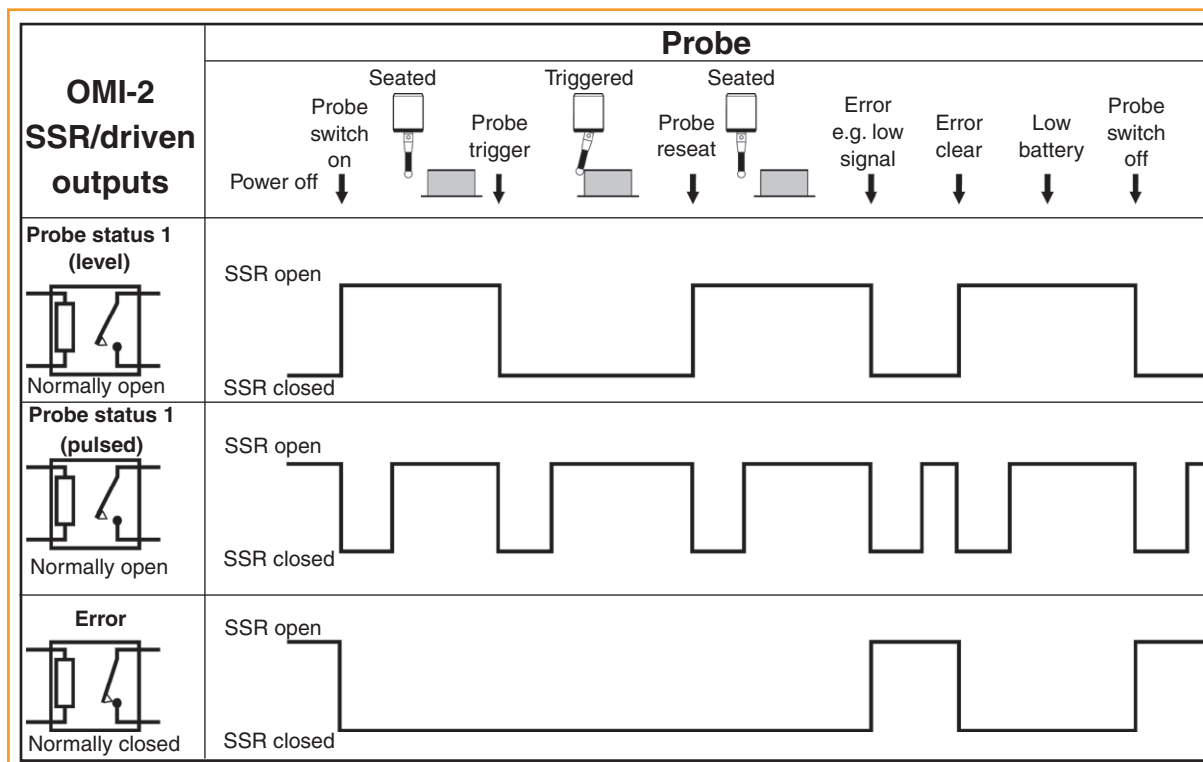 OMI-2
SSR/driven
outputs
Probe
Power off
Probe
switch
on
Seated
Probe
trigger
Triggered
Probe
reseat
Seated
Error
e.g. low
signal
Error
clear
Low
battery
Probe
switch
off
Probe status 1
(level)
Normally open
SSR open
SSR closed
Probe status 1
(pulsed)
Normally open
SSR open
SSR closed
Error
Normally closed
SSR open
SSR closed